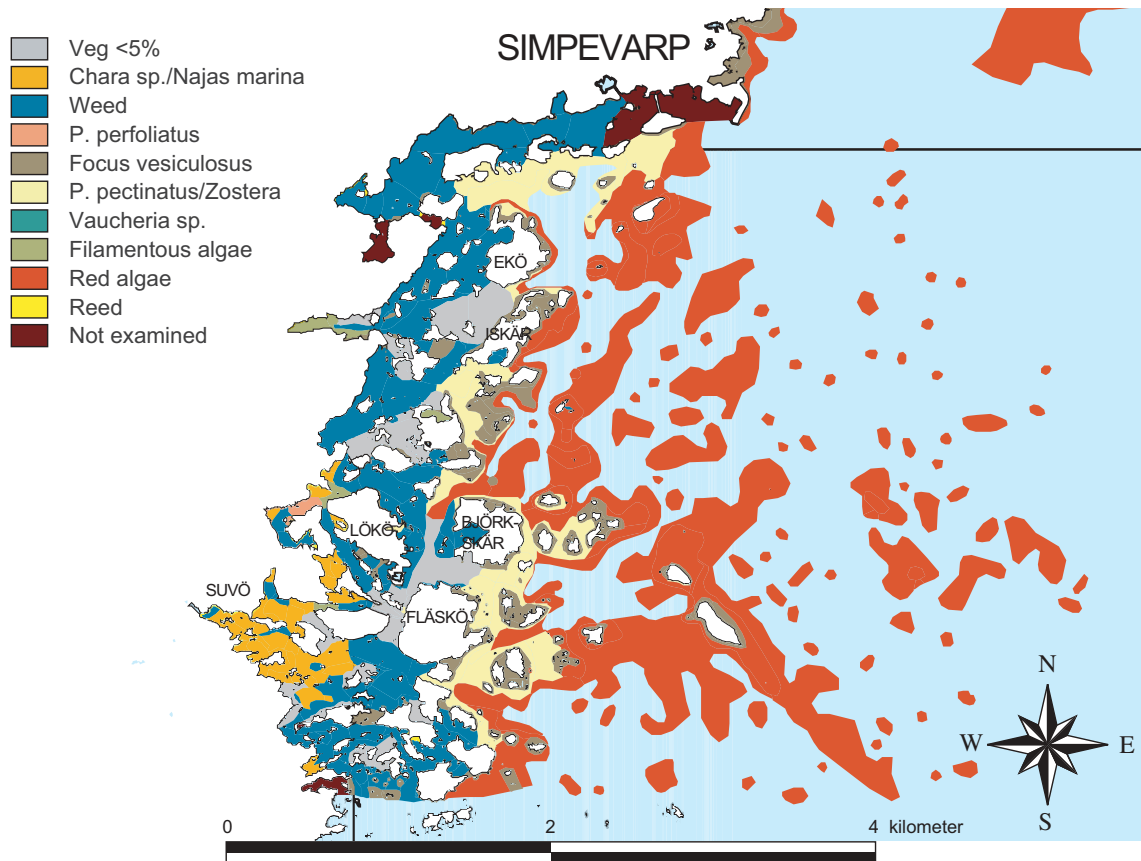 SIMPEVARP
Veg <5%
Chara sp./Najas marina
Weed
P. perfoliatus
Focus vesiculosus
P. pectinatus/Zostera
Vaucheria sp.
Filamentous algae
Red algae
Reed
Not examined
EKÖ
ISKÄR
BJÖRK-
SKÄR
LÖKÖ
SUVÖ
FLÄSKÖ
N
W
E
S
0
2
4 kilometer